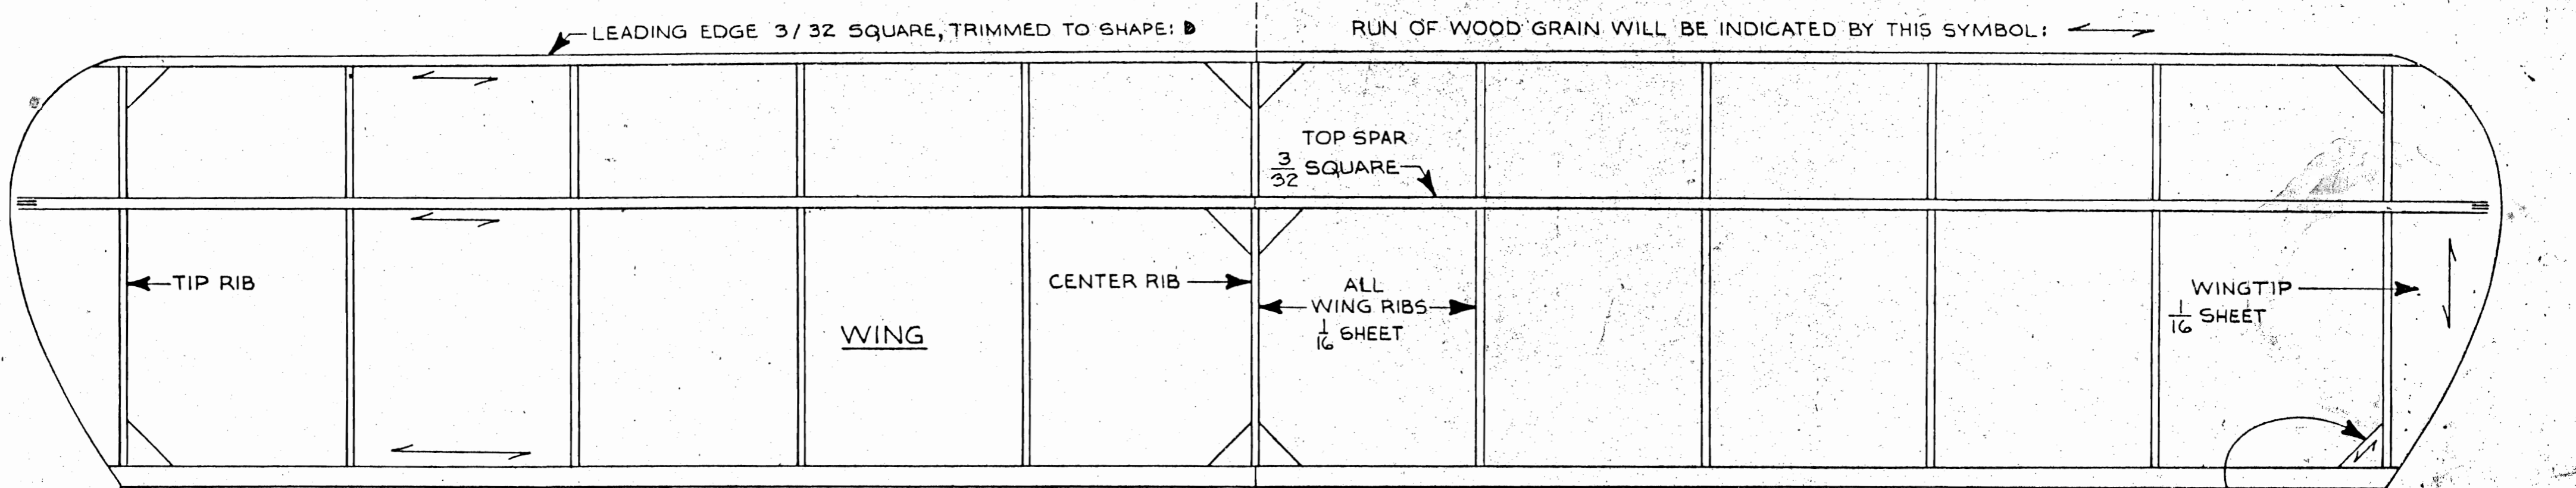 LEADING EDGE 3/32 SQUARE, TRIMMED TO SHAPE:
RUN OF WOOD GRAIN WILL BE INDICATED BY THIS SYMBOL:
TOP SPAR
3/32 SQUARE
TIP RIB
CENTER RIB
ALL
WING RIBS
1/16 SHEET
WINGTIP
1/16 SHEET
WING